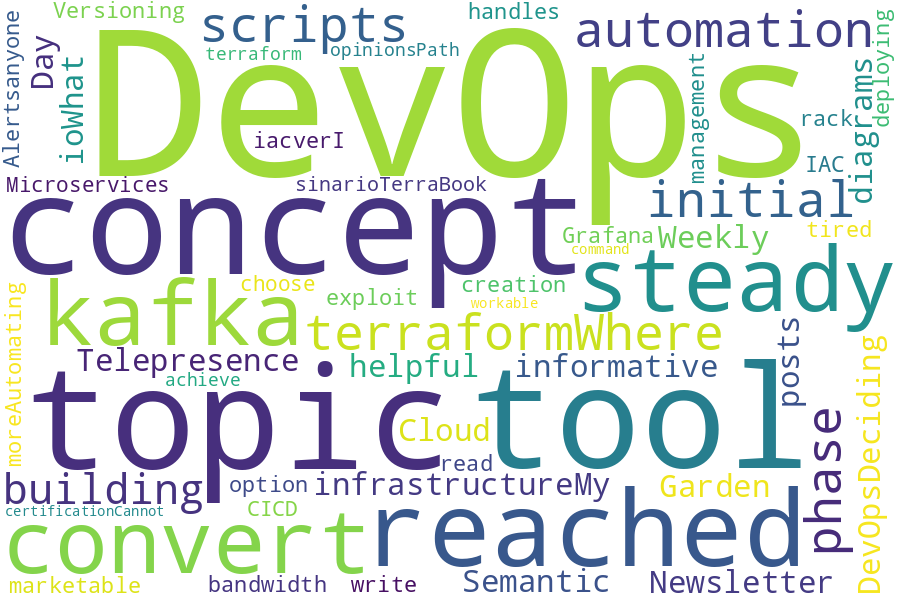 Versioning
handles
scripts
automation
Alertsanyone
Day
ioWhat
terraform
opinionsPath
DevOps
management
diagrams
deploying
rack
iacverI
IAC
Microservices
sinarioTerraBook
initial
concept
Grafana
Weekly
tired
command
steady
choose
exploit
creation
workable
kafka
terraformWhere
moreAutomating
Telepresence
helpful
informative
posts
achieve
topic
tool
Cloud
read
phase
DevOpsDeciding
building
option
infrastructureMy
Garden
certificationCannot
CICD
convert
reached
marketable
bandwidth
write
Semantic
Newsletter